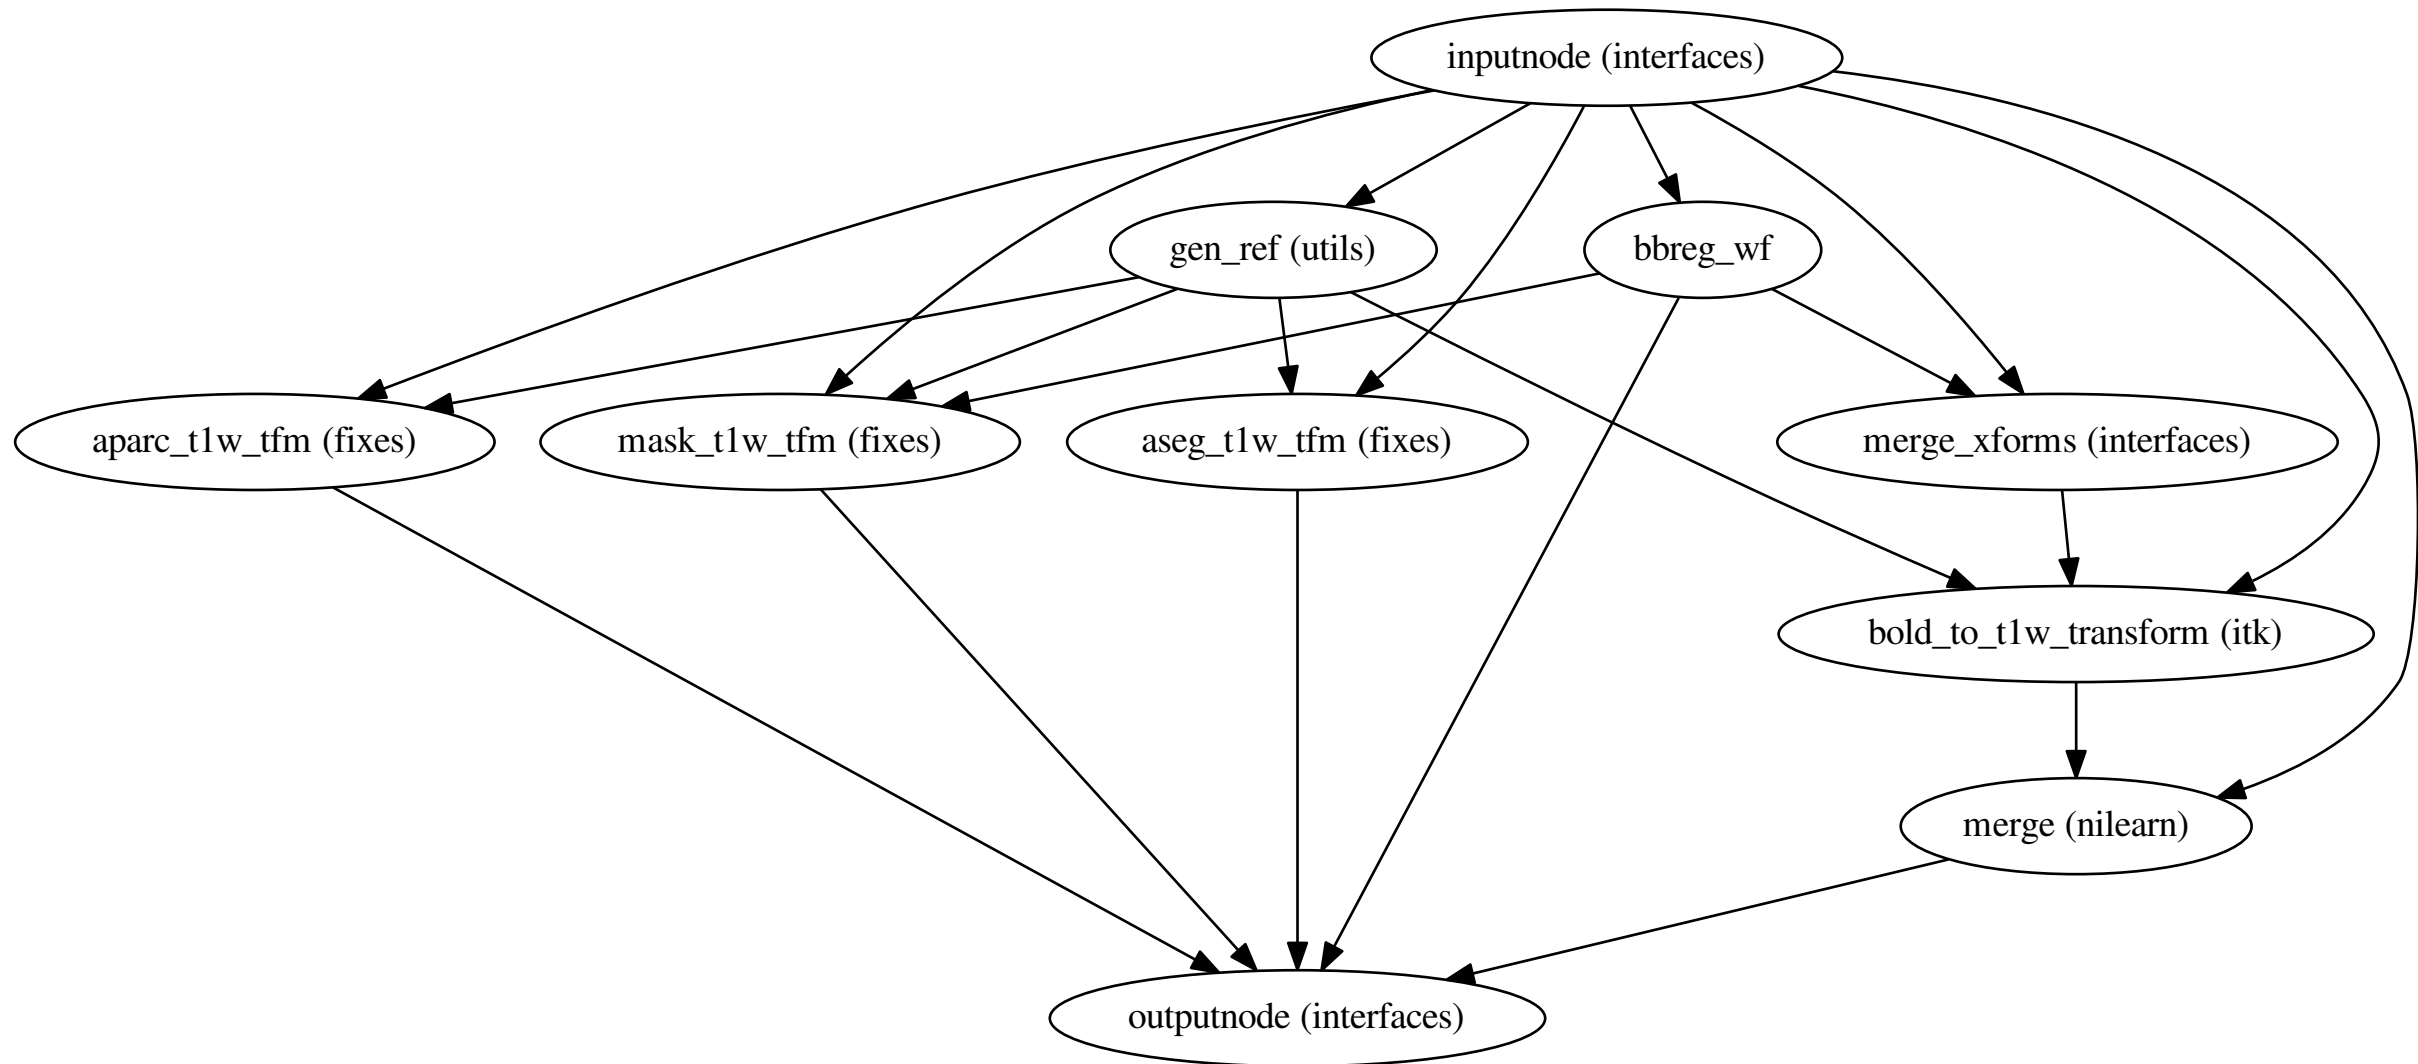 inputnode (interfaces)
gen_ref (utils)
bbreg_wf
aparc_t1w_tfm (fixes)
mask_t1w_tfm (fixes)
aseg_t1w_tfm (fixes)
merge_xforms (interfaces)
bold_to_t1w_transform (itk)
merge (nilearn)
outputnode (interfaces)